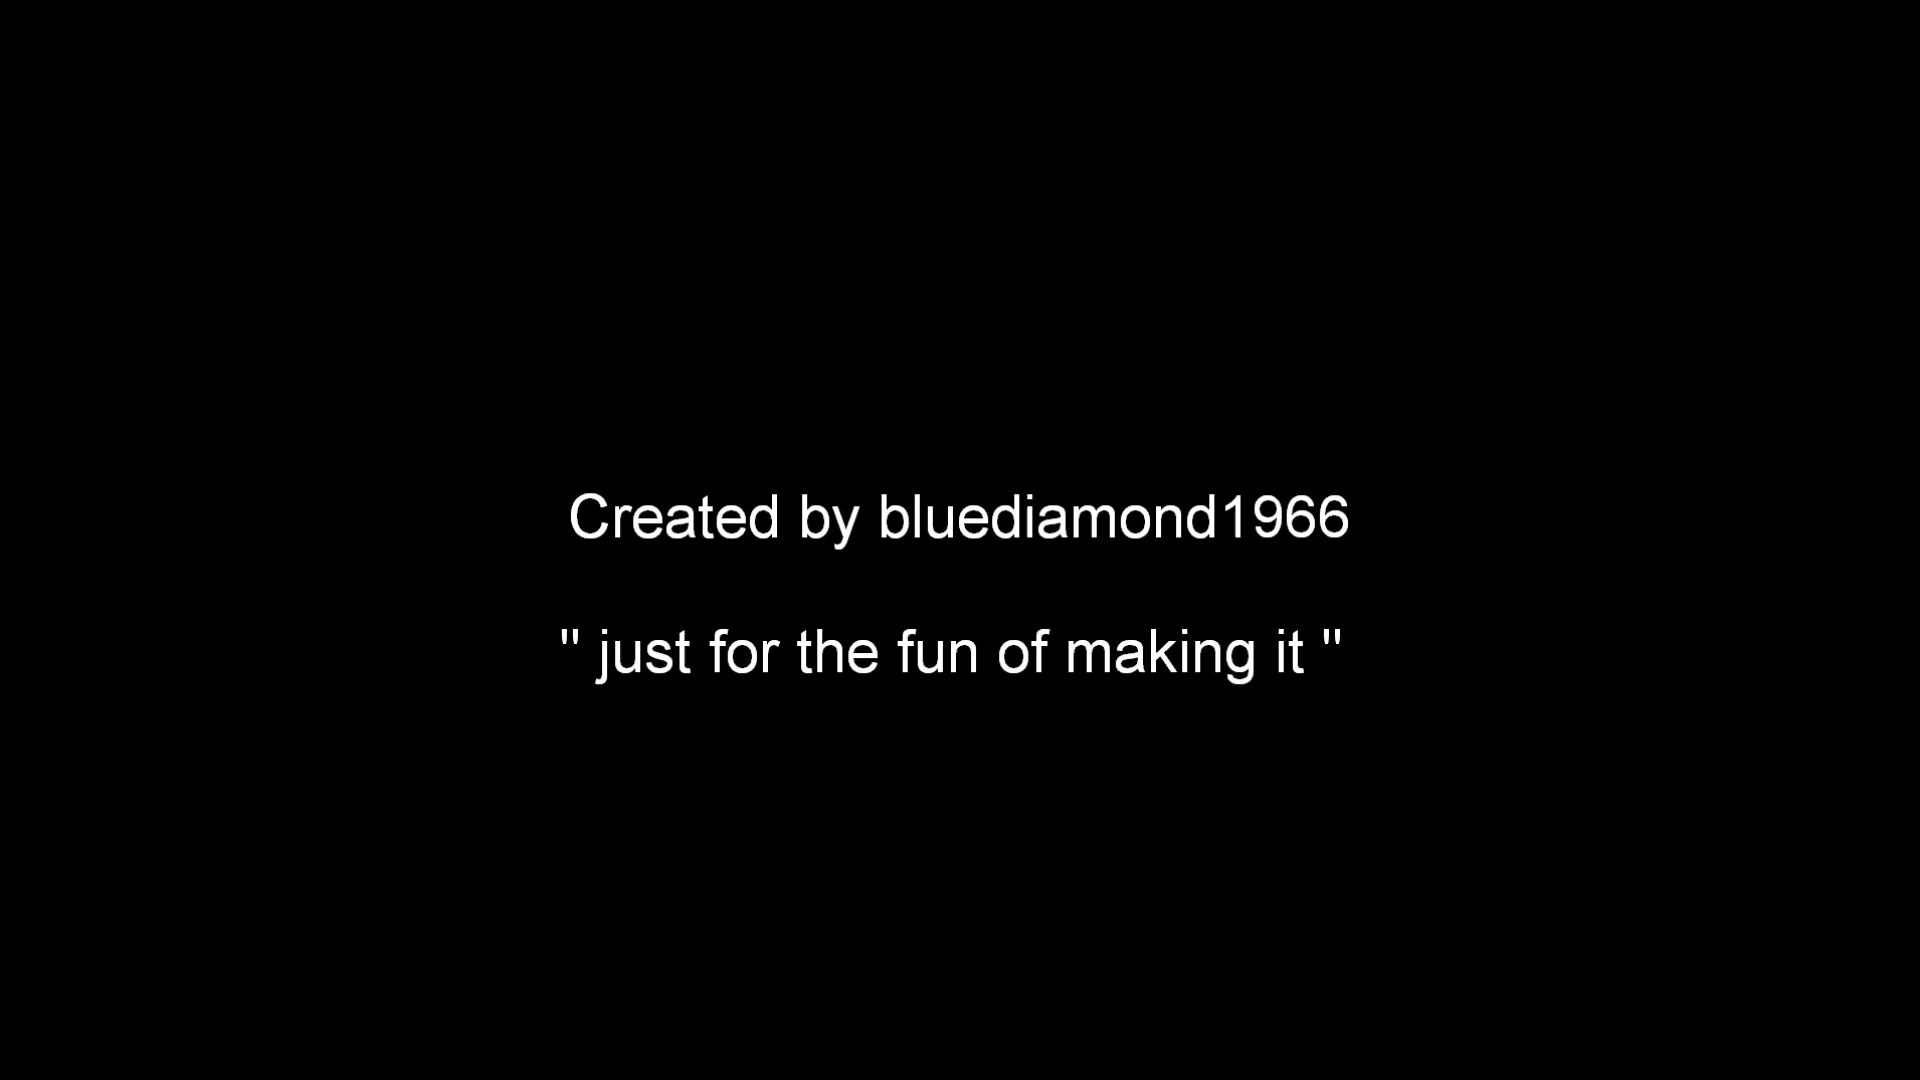 Created by bluediamond1966
" just for the fun of making it "